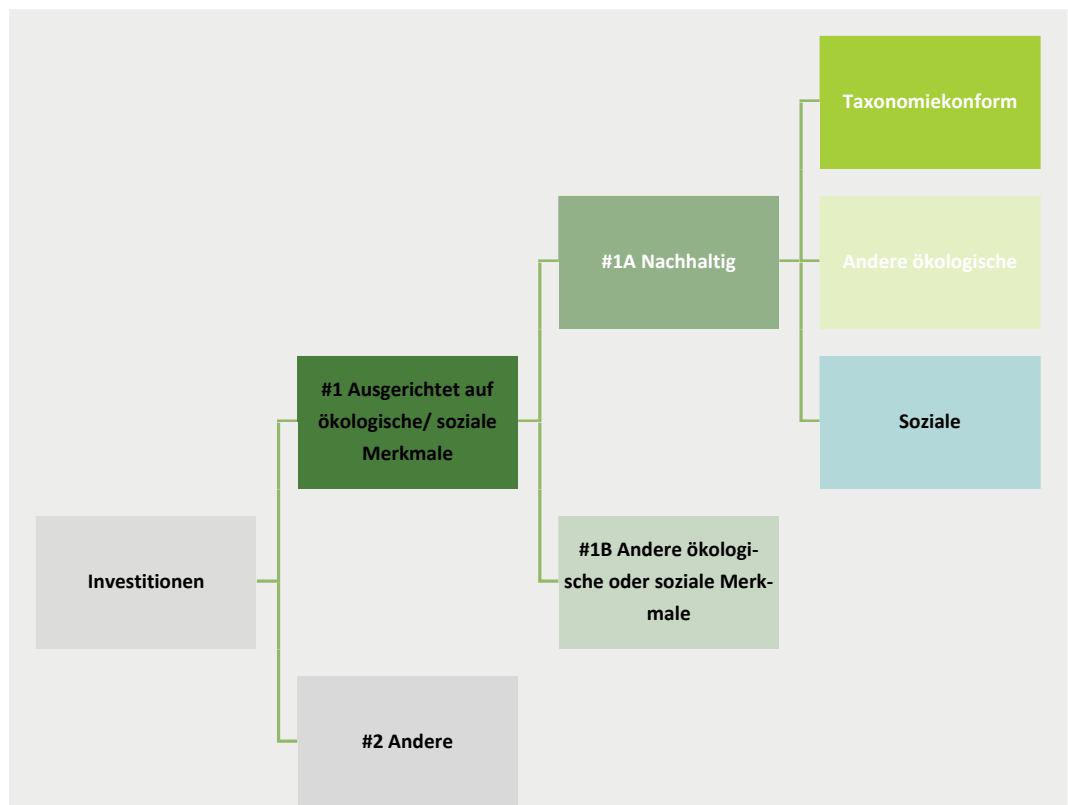 Taxonomiekonform
#1A Nachhaltig
Andere ökologische
#1 Ausgerichtet auf
ökologische/ soziale
Merkmale
Soziale
Investitionen
#1B Andere ökologi-
sche oder soziale Merk-
male
#2 Andere